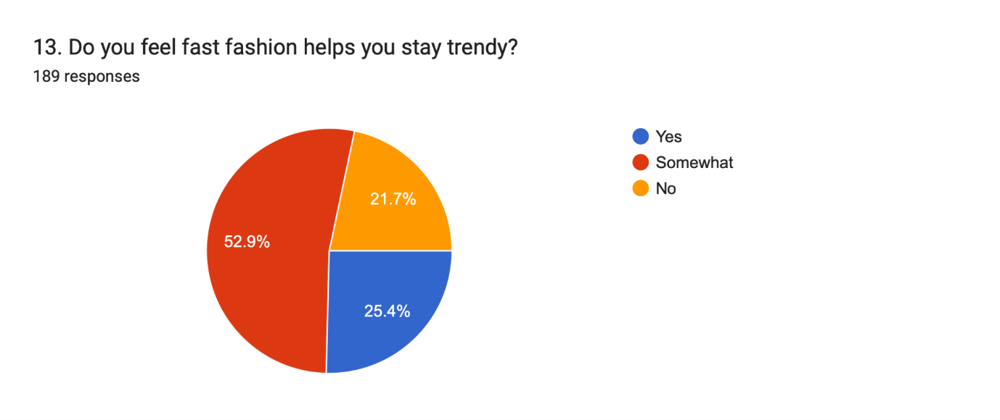 13. Do you feel fast fashion helps you stay trendy?
189 responses
Yes
Somewhat
No
21.7%
52.9%
25.4%